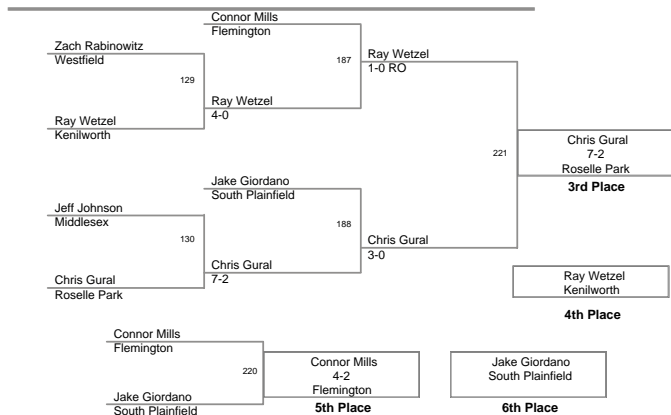 Connor Mills
Flemington
Zach Rabinowitz
Westfield
187
Ray Wetzel
1-0 RO
129
Ray Wetzel
4-0
Ray Wetzel
Kenilworth
221
Chris Gural
7-2
Roselle Park
3rd Place
Jake Giordano
South Plainfield
Jeff Johnson
Middlesex
188
130
Chris Gural
3-0
Chris Gural
7-2
Chris Gural
Roselle Park
Ray Wetzel
Kenilworth
4th Place
Connor Mills
Flemington
220
Connor Mills
4-2
Flemington
5th Place
Jake Giordano
South Plainfield
6th Place
Jake Giordano
South Plainfield